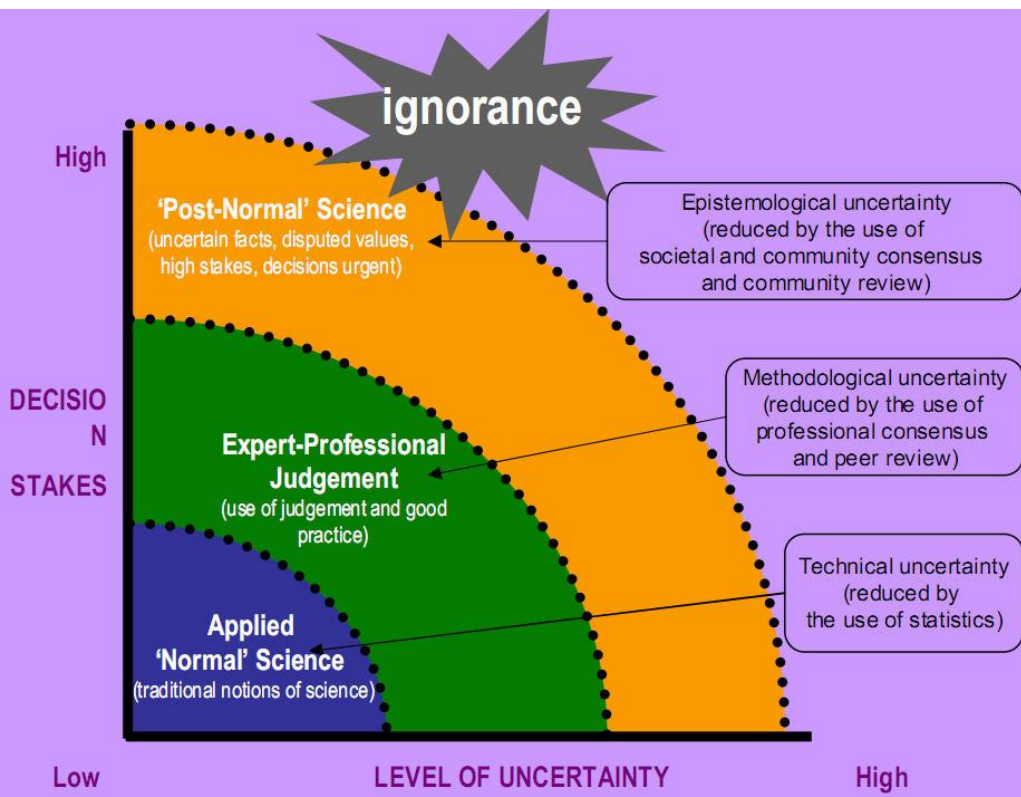 ignorance
High
'Post-Normal' Science
(uncertain facts, disputed values,
high stakes, decisions urgent)
Epistemological uncertainty
(reduced by the use of
societal and community consensus
and community review)
DECISIO
N
STAKES
Expert-Professional
Judgement
(use of judgement and good
practice)
Methodological uncertainty
(reduced by the use of
professional consensus
and peer review)
Applied
'Normal' Science
(traditional notions of science)
Technical uncertainty
(reduced by
the use of statistics)
Low
LEVEL OF UNCERTAINTY
High